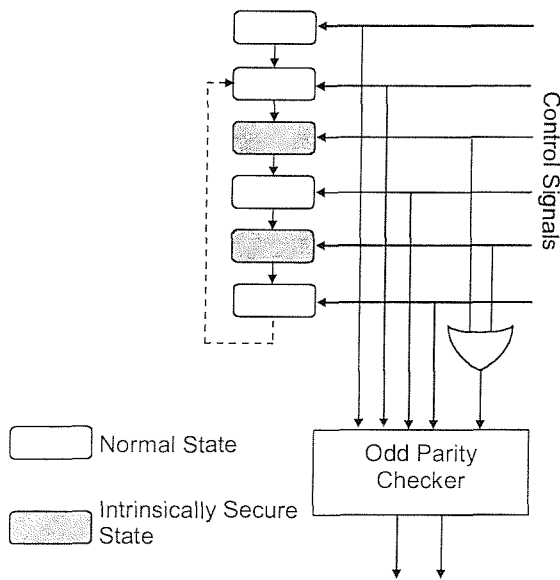 Control Signals
Odd Parity
Checker
Normal State
Intrinsically Secure
State